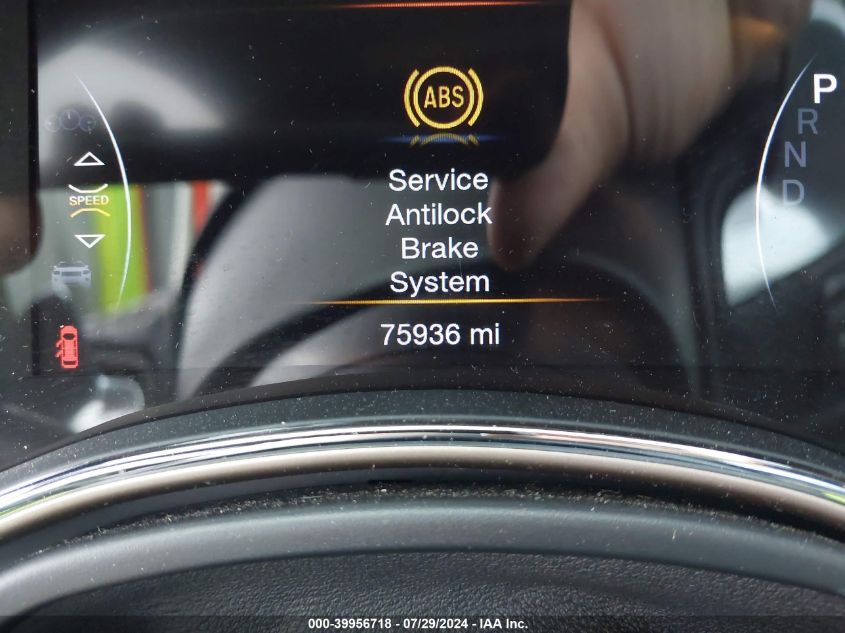 ABS
P
R
N
D
SPEED
Service
Antilock
Brake
System
75936 mi
000-39956718 - 07/29/2024 - IAA Inc.